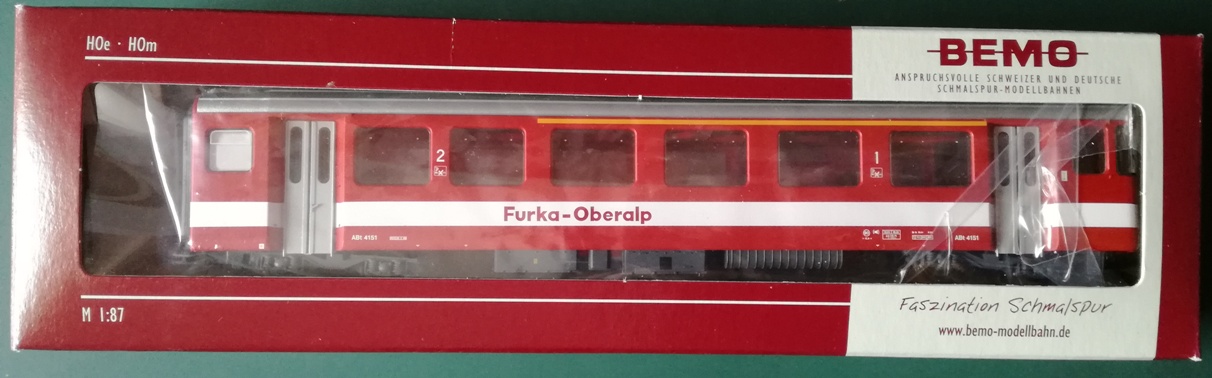 H0e · H0m
BEMO
ANSPRUCHSVOLLE SCHWEIZER UND DEUTSCHE
SCHMALSPUR-MODELLBAHNEN
2
1
Furka-Oberalp
ABt 4151
ABt 4151
M 1:87
Faszination Schmalspur
www.bemo-modellbahn.de